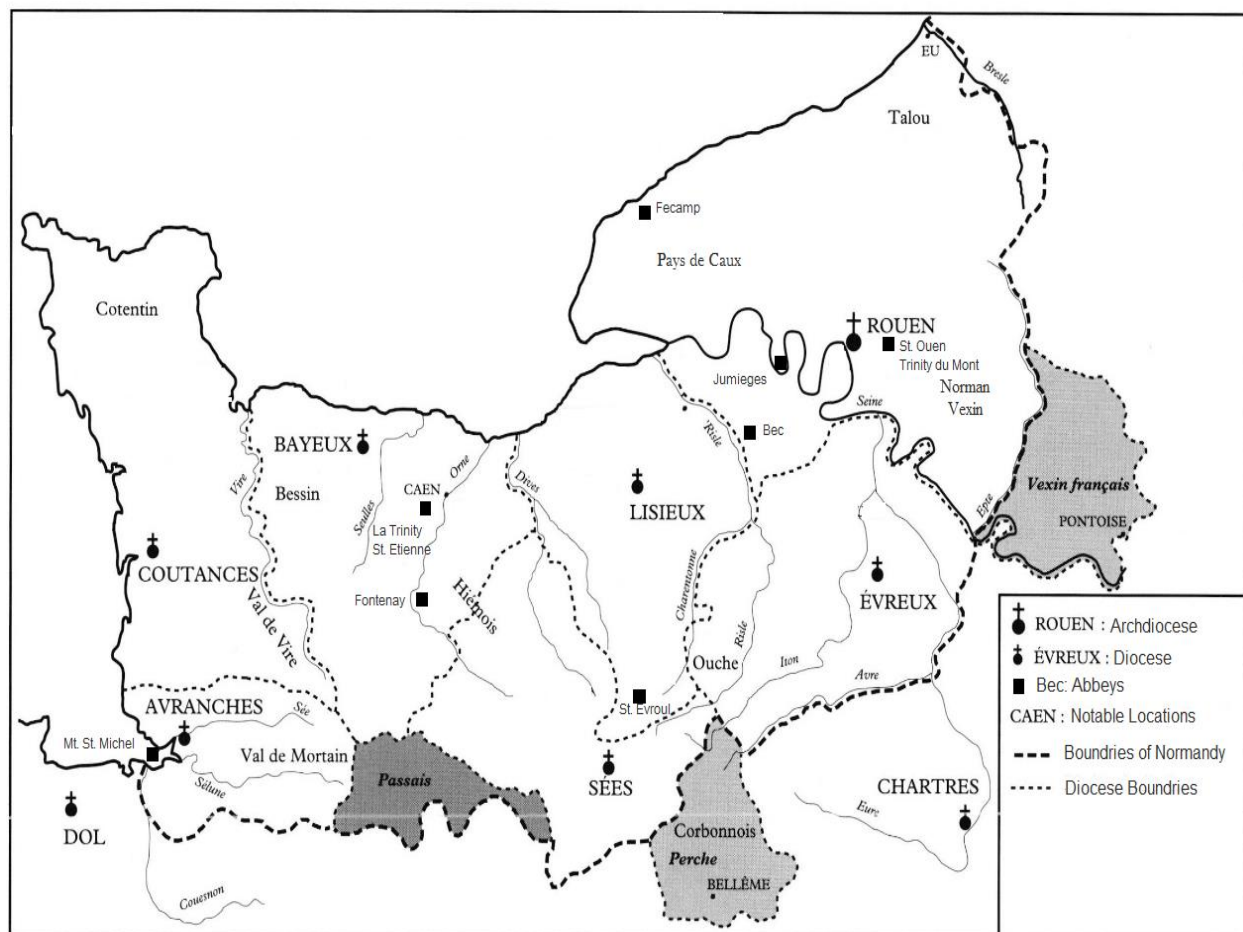 EU
Bresle
Talou
Fecamp
Pays de Caux
Cotentin
ROUEN
St. Ouen
Trinity du Mont
Jumieges
Norman
Vexin
Seine
Risle
Bec
BAYEUX
Bessin
Vire
Seulles
CAEN
Orne
Dives
La Trinity
St. Etienne
LISIEUX
Epte
Vexin français
PONTOISE
COUTANCES
Val de Vire
Fontenay
Hiémois
Charentonne
ÉVREUX
Risle
Ouche
Iton
Avre
St. Evroul
AVRANCHES
Sée
Mt. St. Michel
Val de Mortain
Sélune
Passais
SÉES
CHARTRES
Eure
DOL
Corbonnois
Perche
BELLÊME
Couesnon
ROUEN : Archdiocese
ÉVREUX : Diocese
Bec: Abbeys
CAEN : Notable Locations
Boundries of Normandy
Diocese Boundries